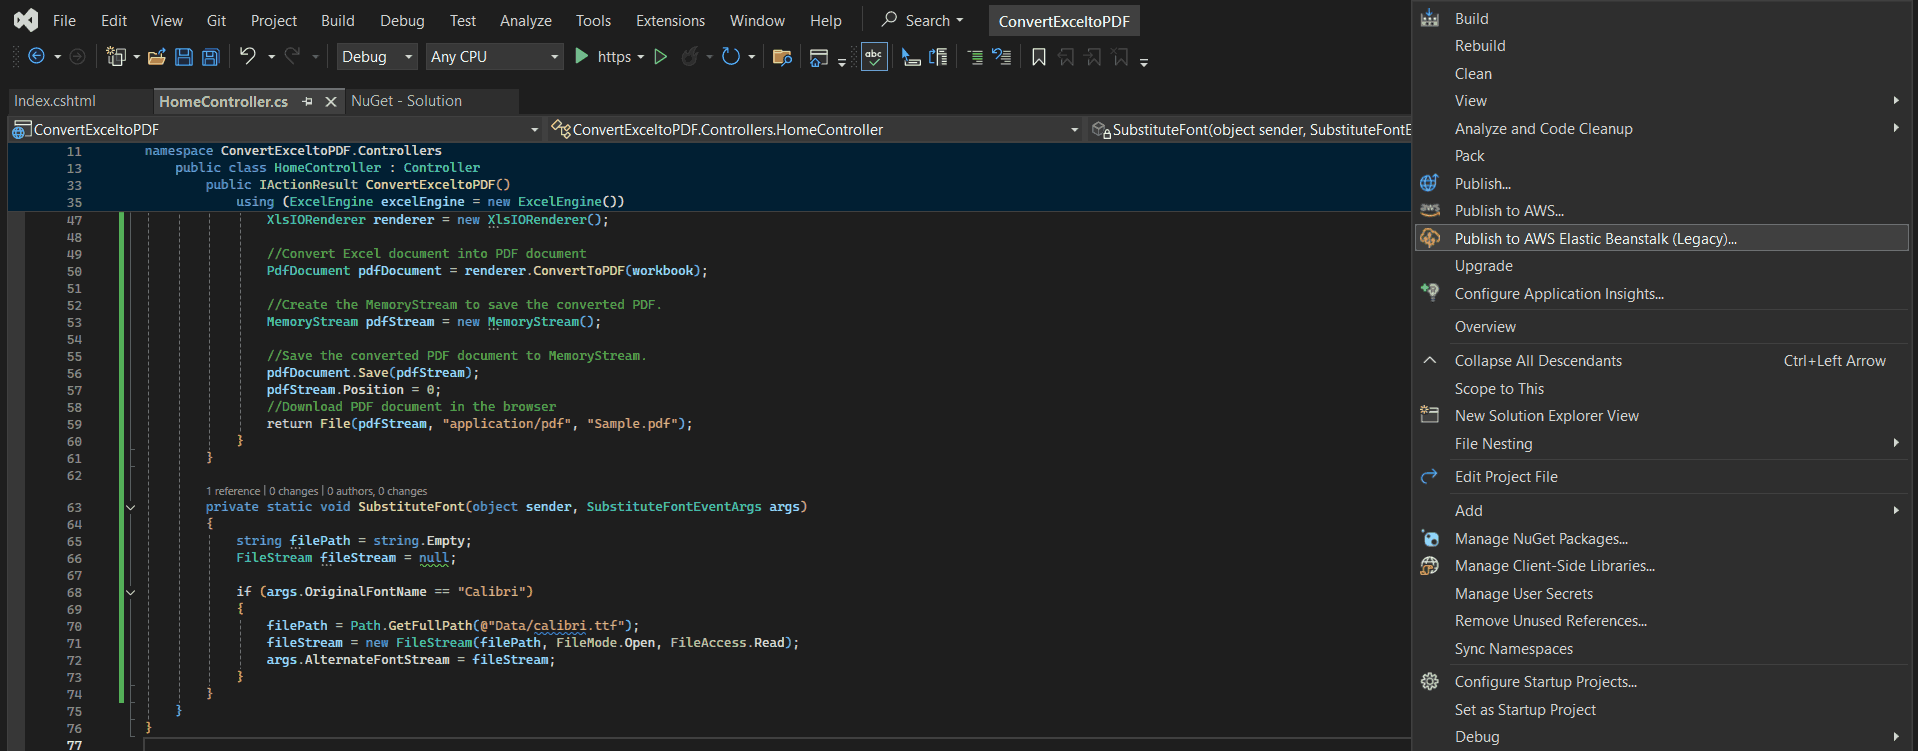 File Edit View Git Project Build Debug Test Analyze Tools Extensions Window Help Search ConvertExceltoPDF
Debug Any CPU https abc
Index.cshtml HomeController.cs NuGet - Solution
ConvertExceltoPDF ConvertExceltoPDF.Controllers.HomeController SubstituteFont(object sender, SubstituteFontE
11 namespace ConvertExceltoPDF.Controllers
13 public class HomeController : Controller
33 public IActionResult ConvertExceltoPDF()
35 using (ExcelEngine excelEngine = new ExcelEngine())
47 XlsIORenderer renderer = new XlsIORenderer();
48
49 //Convert Excel document into PDF document
50 PdfDocument pdfDocument = renderer.ConvertToPDF(workbook);
51
52 //Create the MemoryStream to save the converted PDF.
53 MemoryStream pdfStream = new MemoryStream();
54
55 //Save the converted PDF document to MemoryStream.
56 pdfDocument.Save(pdfStream);
57 pdfStream.Position = 0;
58 //Download PDF document in the browser
59 return File(pdfStream, "application/pdf", "Sample.pdf");
60 }
61 }
62
1 reference | 0 changes | 0 authors, 0 changes
63 private static void SubstituteFont(object sender, SubstituteFontEventArgs args)
64 {
65 string filePath = string.Empty;
66 FileStream fileStream = null;
67
68 if (args.OriginalFontName == "Calibri")
69 {
70 filePath = Path.GetFullPath(@"Data/calibri.ttf");
71 fileStream = new FileStream(filePath, FileMode.Open, FileAccess.Read);
72 args.AlternateFontStream = fileStream;
73 }
74 }
75 }
76 }
77
Build
Rebuild
Clean
View
Analyze and Code Cleanup
Pack
Publish...
aws Publish to AWS...
Publish to AWS Elastic Beanstalk (Legacy)...
Upgrade
Configure Application Insights...
Overview
Collapse All Descendants Ctrl+Left Arrow
Scope to This
New Solution Explorer View
File Nesting
Edit Project File
Add
Manage NuGet Packages...
Manage Client-Side Libraries...
Manage User Secrets
Remove Unused References...
Sync Namespaces
Configure Startup Projects...
Set as Startup Project
Debug